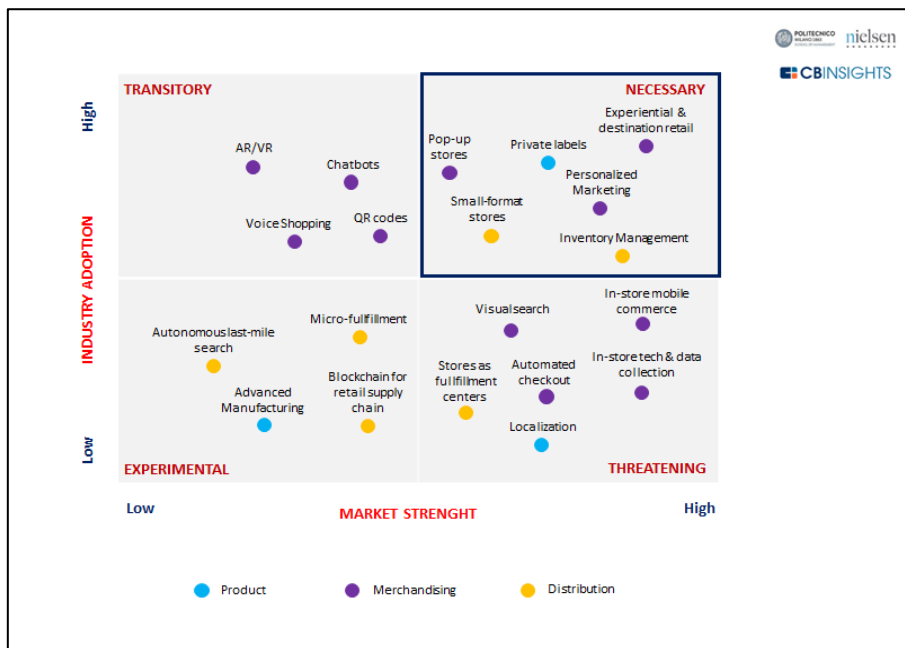 POLITECNICO
MILANO 1863
nielsen
CBINSIGHTS
TRANSITORY
NECESSARY
High
Experiential &
destination retail
Pop-up
stores
Private labels
AR/VR
Chatbots
Personalized
Marketing
Small-format
stores
Voice Shopping
QR codes
Inventory Management
INDUSTRY ADOPTION
Visual search
In-store mobile
commerce
Micro-fullfillment
Autonomous last-mile
search
In-store tech & data
collection
Stores as
fullfillment
centers
Automated
checkout
Blockchain for
retail supply
chain
Advanced
Manufacturing
Localization
Low
EXPERIMENTAL
THREATENING
Low
MARKET STRENGHT
High
Product
Merchandising
Distribution